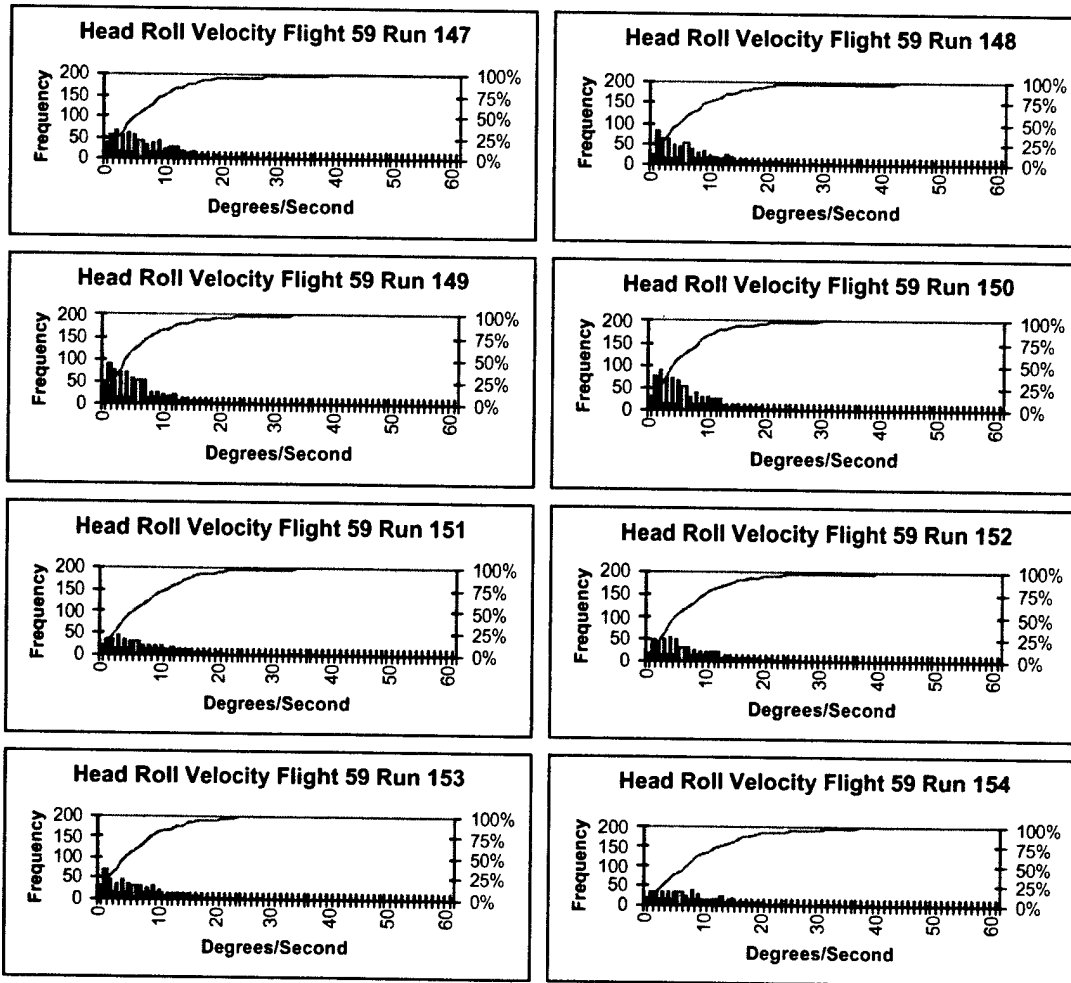 Head Roll Velocity Flight 59 Run 147
Frequency
200
150
100
50
0
100%
75%
50%
25%
0%
0 10 20 30 40 50 60
Degrees/Second
Head Roll Velocity Flight 59 Run 148
Frequency
200
150
100
50
0
100%
75%
50%
25%
0%
0 10 20 30 40 50 60
Degrees/Second
Head Roll Velocity Flight 59 Run 149
Frequency
200
150
100
50
0
100%
75%
50%
25%
0%
0 10 20 30 40 50 60
Degrees/Second
Head Roll Velocity Flight 59 Run 150
Frequency
200
150
100
50
0
100%
75%
50%
25%
0%
0 10 20 30 40 50 60
Degrees/Second
Head Roll Velocity Flight 59 Run 151
Frequency
200
150
100
50
0
100%
75%
50%
25%
0%
0 10 20 30 40 50 60
Degrees/Second
Head Roll Velocity Flight 59 Run 152
Frequency
200
150
100
50
0
100%
75%
50%
25%
0%
0 10 20 30 40 50 60
Degrees/Second
Head Roll Velocity Flight 59 Run 153
Frequency
200
150
100
50
0
100%
75%
50%
25%
0%
0 10 20 30 40 50 60
Degrees/Second
Head Roll Velocity Flight 59 Run 154
Frequency
200
150
100
50
0
100%
75%
50%
25%
0%
0 10 20 30 40 50 60
Degrees/Second